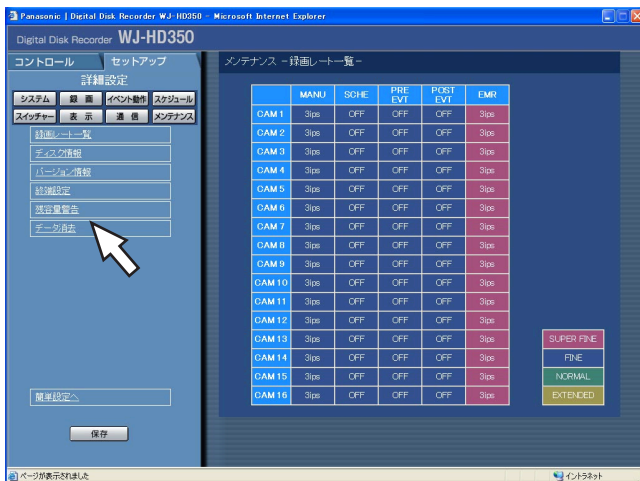 Panasonic | Digital Disk Recorder WJ-HD350 - Microsoft Internet Explorer
Digital Disk Recorder WJ-HD350
コントロール セットアップ
詳細設定
システム 録 画 イベント動作 スケジュール
スイッチャー 表 示 通 信 メンテナンス
録画レート一覧
ディスク情報
バージョン情報
終端設定
残容量警告
データ消去
簡単設定へ
保存
メンテナンス －録画レート一覧－
MANU SCHE PRE EVT POST EVT EMR
CAM 1 3ips OFF OFF OFF 3ips
CAM 2 3ips OFF OFF OFF 3ips
CAM 3 3ips OFF OFF OFF 3ips
CAM 4 3ips OFF OFF OFF 3ips
CAM 5 3ips OFF OFF OFF 3ips
CAM 6 3ips OFF OFF OFF 3ips
CAM 7 3ips OFF OFF OFF 3ips
CAM 8 3ips OFF OFF OFF 3ips
CAM 9 3ips OFF OFF OFF 3ips
CAM 10 3ips OFF OFF OFF 3ips
CAM 11 3ips OFF OFF OFF 3ips
CAM 12 3ips OFF OFF OFF 3ips
CAM 13 3ips OFF OFF OFF 3ips
CAM 14 3ips OFF OFF OFF 3ips
CAM 15 3ips OFF OFF OFF 3ips
CAM 16 3ips OFF OFF OFF 3ips
SUPER FINE
FINE
NORMAL
EXTENDED
ページが表示されました イントラネット